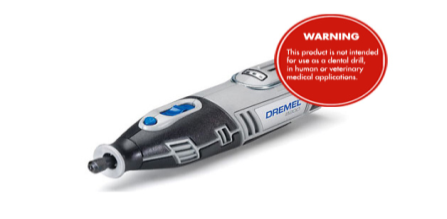 WARNING
This product is not intended
for use as a dental drill,
in human or veterinary
medical applications.
DREMEL